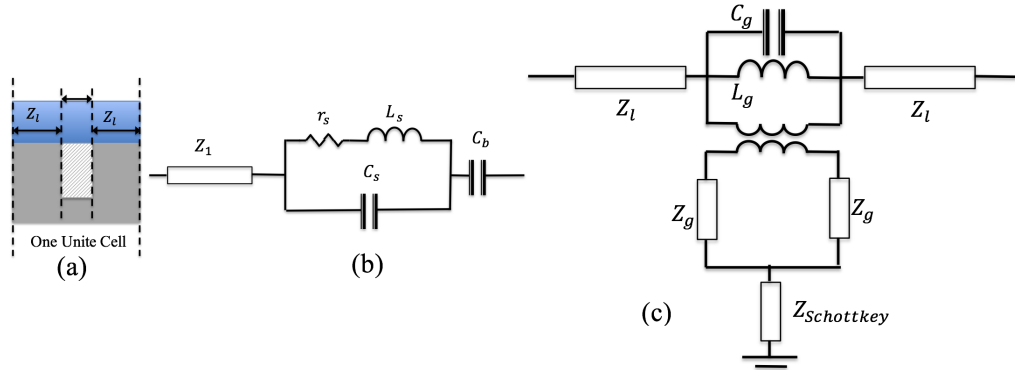 Z_l
Z_l
One Unite Cell
(a)
Z_1
r_s
L_s
C_s
C_b
(b)
C_g
L_g
Z_l
Z_l
Z_g
Z_g
Z_Schottkey
(c)